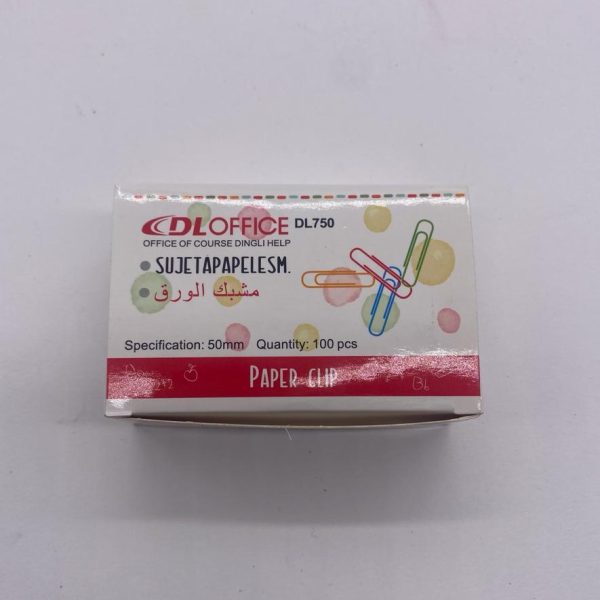 DLOFFICE DL750
OFFICE OF COURSE DINGLI HELP
SUJETAPAPELESM.
مشبك الورق
Specification: 50mm Quantity: 100 pcs
PAPER CLIP